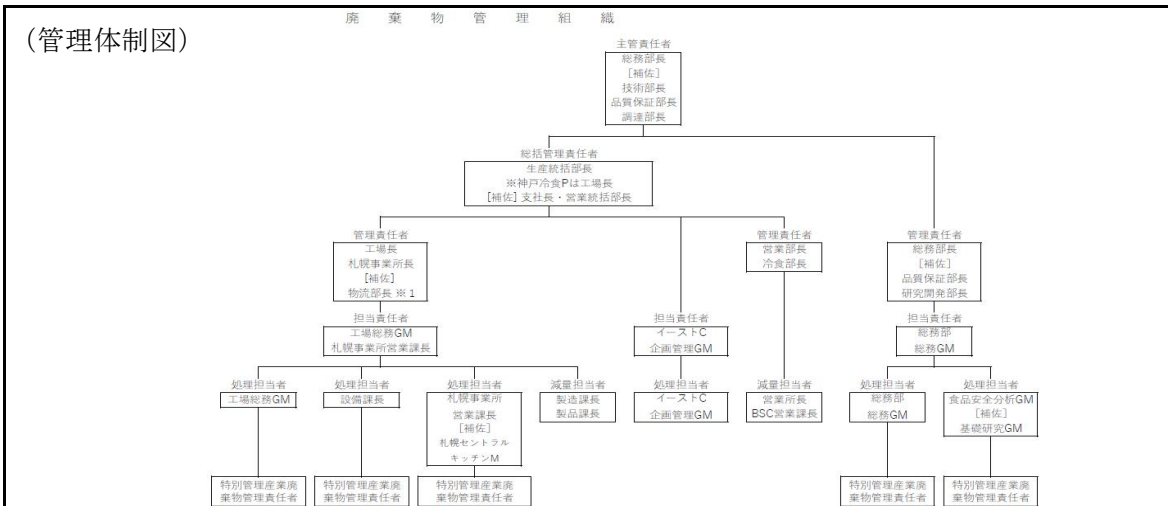 廃棄物管理組織
(管理体制図)
主管責任者
総務部長
[補佐]
技術部長
品質保証部長
調達部長
総括管理責任者
生産統括部長
※神戸冷食Pは工場長
[補佐] 支社長・営業統括部長
管理責任者
工場長
札幌事業所長
[補佐]
物流部長 ※1
管理責任者
営業部長
冷食部長
管理責任者
総務部長
[補佐]
品質保証部長
研究開発部長
担当責任者
工場総務GM
札幌事業所営業課長
担当責任者
イーストC
企画管理GM
担当責任者
総務部
総務GM
処理担当者
工場総務GM
処理担当者
設備課長
処理担当者
札幌事業所
営業課長
[補佐]
札幌セントラル
キッチンM
減量担当者
製造課長
製品課長
処理担当者
イーストC
企画管理GM
減量担当者
営業所長
BSC営業課長
処理担当者
総務部
総務GM
処理担当者
食品安全分析GM
[補佐]
基礎研究GM
特別管理産業廃
棄物管理責任者
特別管理産業廃
棄物管理責任者
特別管理産業廃
棄物管理責任者
特別管理産業廃
棄物管理責任者
特別管理産業廃
棄物管理責任者